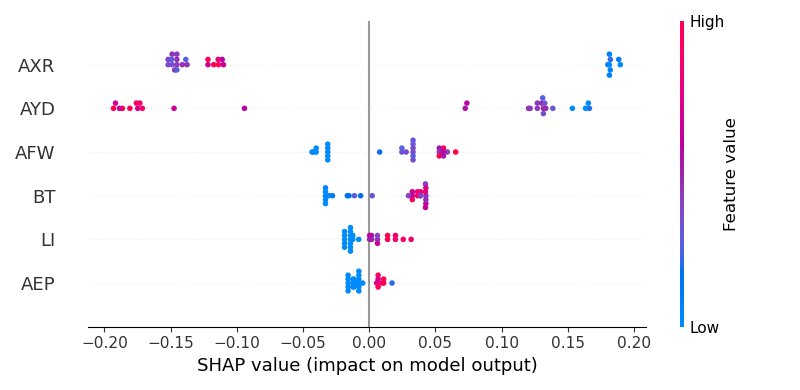 High
AXR
AYD
AFW
BT
LI
AEP
Feature value
Low
−0.20 −0.15 −0.10 −0.05 0.00 0.05 0.10 0.15 0.20
SHAP value (impact on model output)